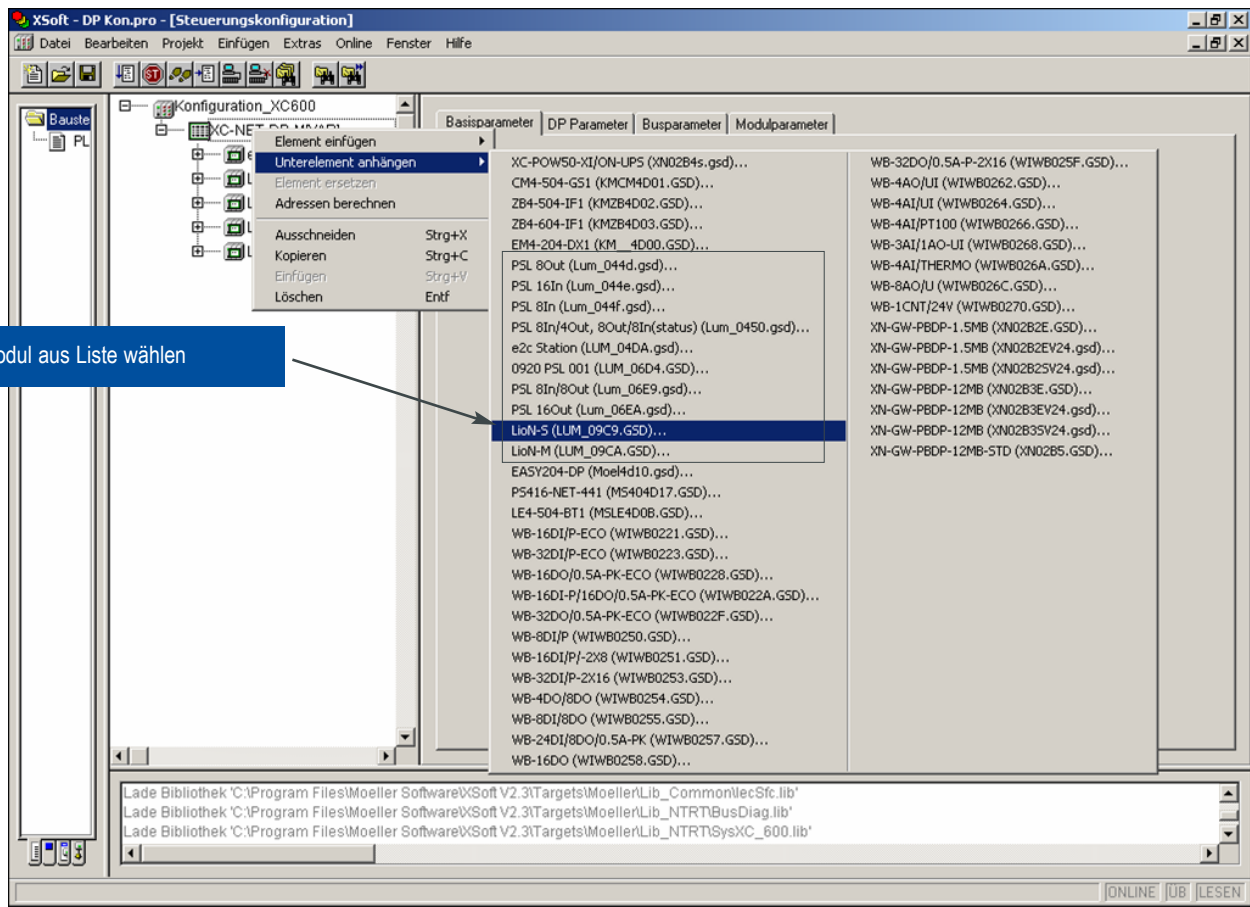 XSoft - DP Kon.pro - [Steuerungskonfiguration]
Datei Bearbeiten Projekt Einfügen Extras Online Fenster Hilfe
Bauste
PL
Konfiguration_XC600
Basisparameter DP Parameter Busparameter Modulparameter
Element einfügen
Unterelement anhängen
Element ersetzen
Adressen berechnen
Ausschneiden Strg+X
Kopieren Strg+C
Einfügen Strg+V
Löschen Entf
XC-POW50-XI/ON-UPS (XN02B4s.gsd)...
CM4-504-GS1 (KMCM4D01.GSD)...
ZB4-504-IF1 (KMZB4D02.GSD)...
ZB4-604-IF1 (KMZB4D03.GSD)...
EM4-204-DX1 (KM__4D00.GSD)...
PSL 8Out (Lum_044d.gsd)...
PSL 16In (Lum_044e.gsd)...
PSL 8In (Lum_044f.gsd)...
PSL 8In/4Out, 8Out/8In(status) (Lum_0450.gsd)...
e2c Station (LUM_04DA.gsd)...
0920 PSL 001 (LUM_06D4.GSD)...
PSL 8In/8Out (Lum_06E9.gsd)...
PSL 16Out (Lum_06EA.gsd)...
LioN-S (LUM_09C9.GSD)...
LioN-M (LUM_09CA.GSD)...
EASY204-DP (Moel4d10.gsd)...
PS416-NET-441 (MS404D17.GSD)...
LE4-504-BT1 (MSLE4D0B.GSD)...
WB-16DI/P-ECO (WIWB0221.GSD)...
WB-32DI/P-ECO (WIWB0223.GSD)...
WB-16DO/0.5A-PK-ECO (WIWB0228.GSD)...
WB-16DI-P/16DO/0.5A-PK-ECO (WIWB022A.GSD)...
WB-32DO/0.5A-PK-ECO (WIWB022F.GSD)...
WB-8DI/P (WIWB0250.GSD)...
WB-16DI/P/-2X8 (WIWB0251.GSD)...
WB-32DI/P-2X16 (WIWB0253.GSD)...
WB-4DO/8DO (WIWB0254.GSD)...
WB-8DI/8DO (WIWB0255.GSD)...
WB-24DI/8DO/0.5A-PK (WIWB0257.GSD)...
WB-16DO (WIWB0258.GSD)...
WB-32DO/0.5A-P-2X16 (WIWB025F.GSD)...
WB-4AO/UI (WIWB0262.GSD)...
WB-4AI/UI (WIWB0264.GSD)...
WB-4AI/PT100 (WIWB0266.GSD)...
WB-3AI/1AO-UI (WIWB0268.GSD)...
WB-4AI/THERMO (WIWB026A.GSD)...
WB-8AO/U (WIWB026C.GSD)...
WB-1CNT/24V (WIWB0270.GSD)...
XN-GW-PBDP-1.5MB (XN02B2E.GSD)...
XN-GW-PBDP-1.5MB (XN02B2EV24.gsd)...
XN-GW-PBDP-1.5MB (XN02B2SV24.gsd)...
XN-GW-PBDP-12MB (XN02B3E.GSD)...
XN-GW-PBDP-12MB (XN02B3EV24.gsd)...
XN-GW-PBDP-12MB (XN02B3SV24.gsd)...
XN-GW-PBDP-12MB-STD (XN02B5.GSD)...
odul aus Liste wählen
Lade Bibliothek 'C:\Program Files\Moeller Software\XSoft V2.3\Targets\Moeller\Lib_Common\IecSfc.lib'
Lade Bibliothek 'C:\Program Files\Moeller Software\XSoft V2.3\Targets\Moeller\Lib_NTRT\BusDiag.lib'
Lade Bibliothek 'C:\Program Files\Moeller Software\XSoft V2.3\Targets\Moeller\Lib_NTRT\SysXC_600.lib'
ONLINE ÜB LESEN